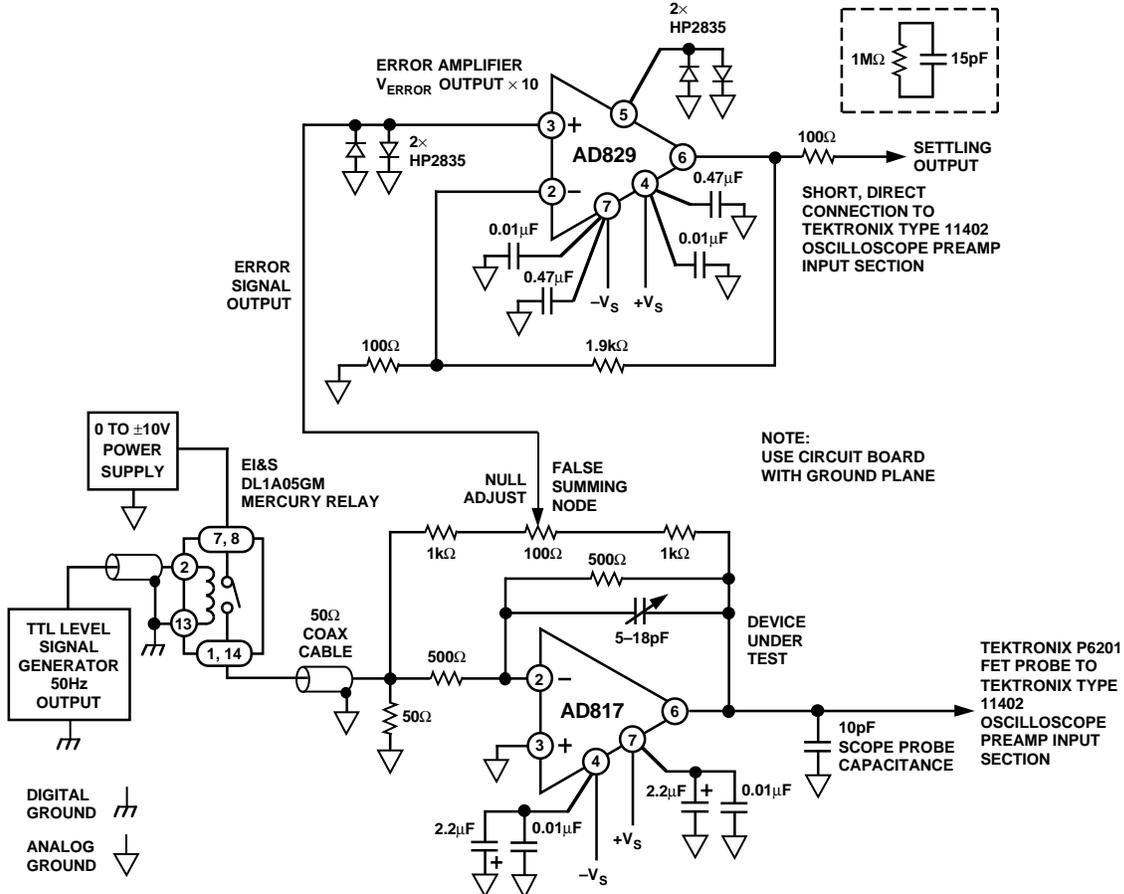 2×
HP2835
1MΩ
15pF
ERROR AMPLIFIER
VERROR OUTPUT × 10
5
3
+
2×
HP2835
AD829
6
100Ω
SETTLING
OUTPUT
2
−
4
7
0.47µF
0.01µF
0.01µF
0.47µF
–VS
+VS
SHORT, DIRECT
CONNECTION TO
TEKTRONIX TYPE 11402
OSCILLOSCOPE PREAMP
INPUT SECTION
ERROR
SIGNAL
OUTPUT
100Ω
1.9kΩ
0 TO ±10V
POWER
SUPPLY
EI&S
DL1A05GM
MERCURY RELAY
NULL
ADJUST
FALSE
SUMMING
NODE
NOTE:
USE CIRCUIT BOARD
WITH GROUND PLANE
7, 8
2
13
1, 14
1kΩ
100Ω
1kΩ
500Ω
5–18pF
TTL LEVEL
SIGNAL
GENERATOR
50Hz
OUTPUT
50Ω
COAX
CABLE
500Ω
50Ω
2
−
AD817
6
3
+
4
7
DEVICE
UNDER
TEST
TEKTRONIX P6201
FET PROBE TO
TEKTRONIX TYPE
11402
OSCILLOSCOPE
PREAMP INPUT
SECTION
10pF
SCOPE PROBE
CAPACITANCE
2.2µF
+
0.01µF
2.2µF
+
0.01µF
+VS
–VS
DIGITAL
GROUND
ANALOG
GROUND